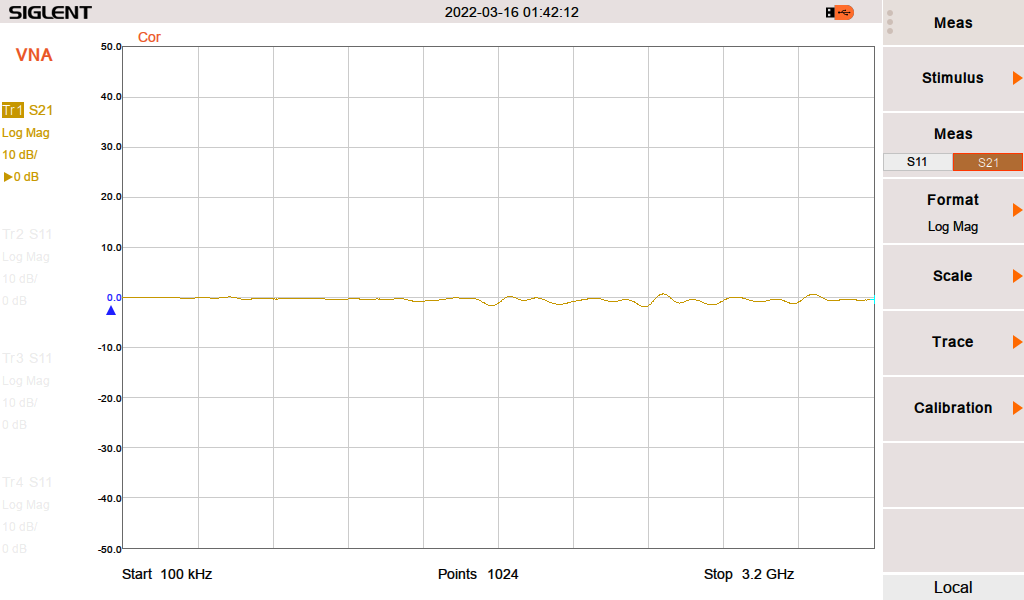 SIGLENT
2022-03-16 01:42:12
VNA
Cor
Tr1 S21
Log Mag
10 dB/
0 dB
Tr2 S11
Log Mag
10 dB/
0 dB
Tr3 S11
Log Mag
10 dB/
0 dB
Tr4 S11
Log Mag
10 dB/
0 dB
50.0
40.0
30.0
20.0
10.0
0.0
-10.0
-20.0
-30.0
-40.0
-50.0
Start 100 kHz
Points 1024
Stop 3.2 GHz
Meas
Stimulus
Meas
S11 S21
Format
Log Mag
Scale
Trace
Calibration
Local